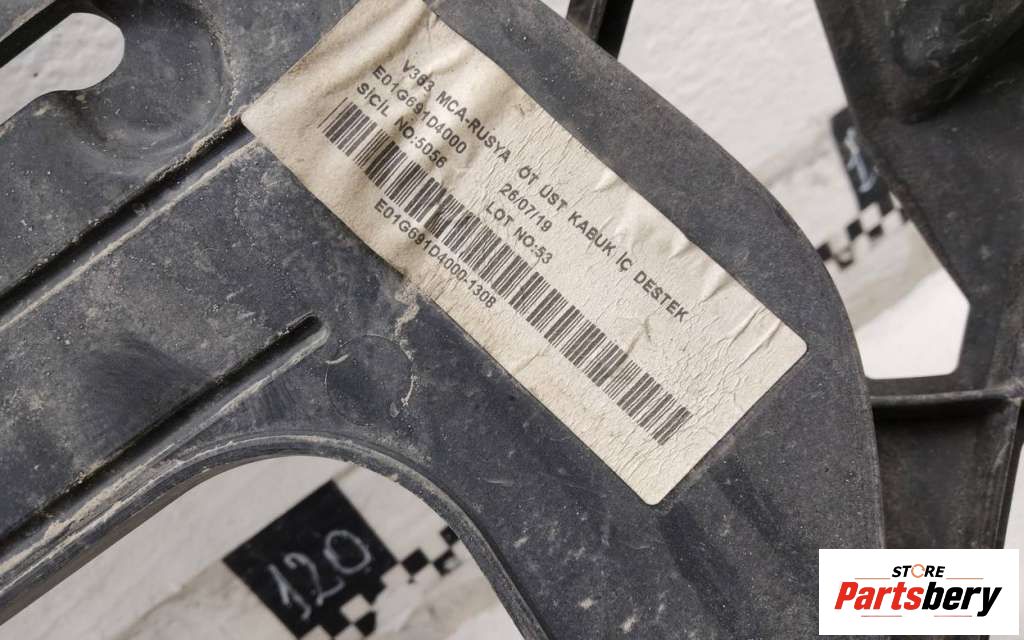 V363 MCA-RUSYA ÖT ÜST KABUK İÇ DESTEK
E01G691D4000 26/07/19
SİCİL NO:5056 LOT NO:53
E01G691D4000-1308
120
STORE
Partsbery